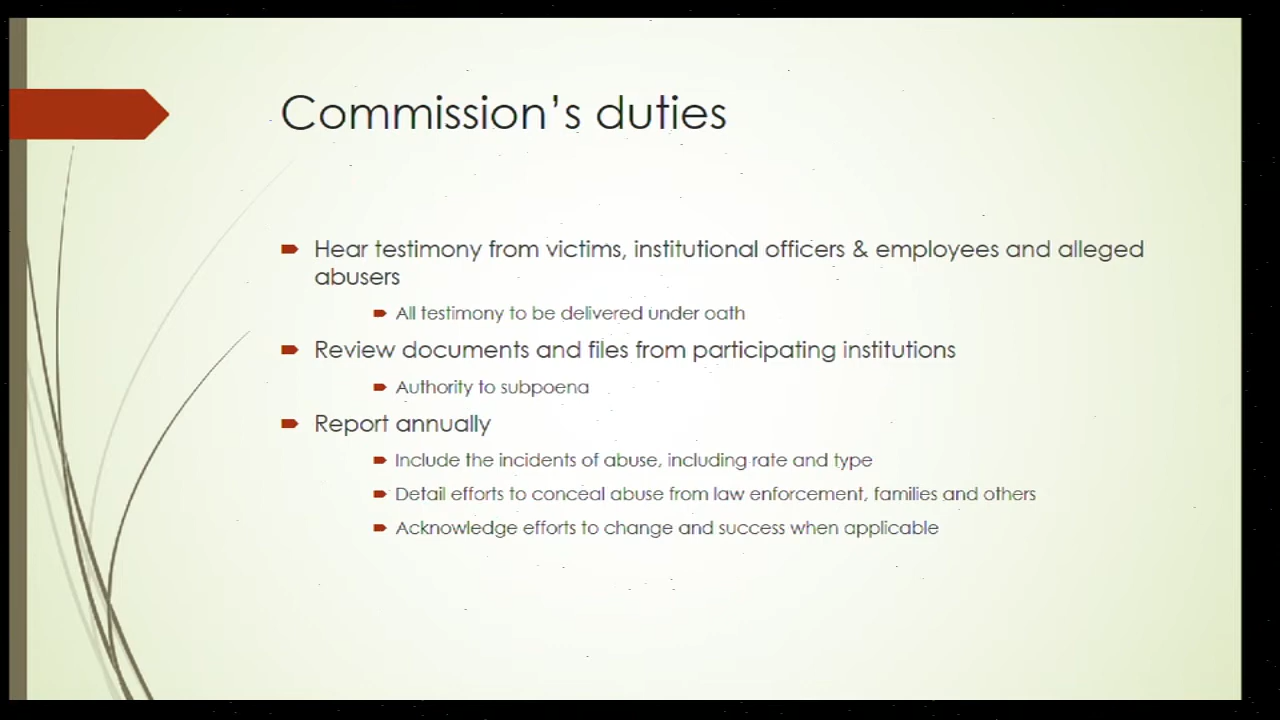 Commission's duties
Hear testimony from victims, institutional officers & employees and alleged
abusers
All testimony to be delivered under oath
Review documents and files from participating institutions
Authority to subpoena
Report annually
Include the incidents of abuse, including rate and type
Detail efforts to conceal abuse from law enforcement, families and others
Acknowledge efforts to change and success when applicable